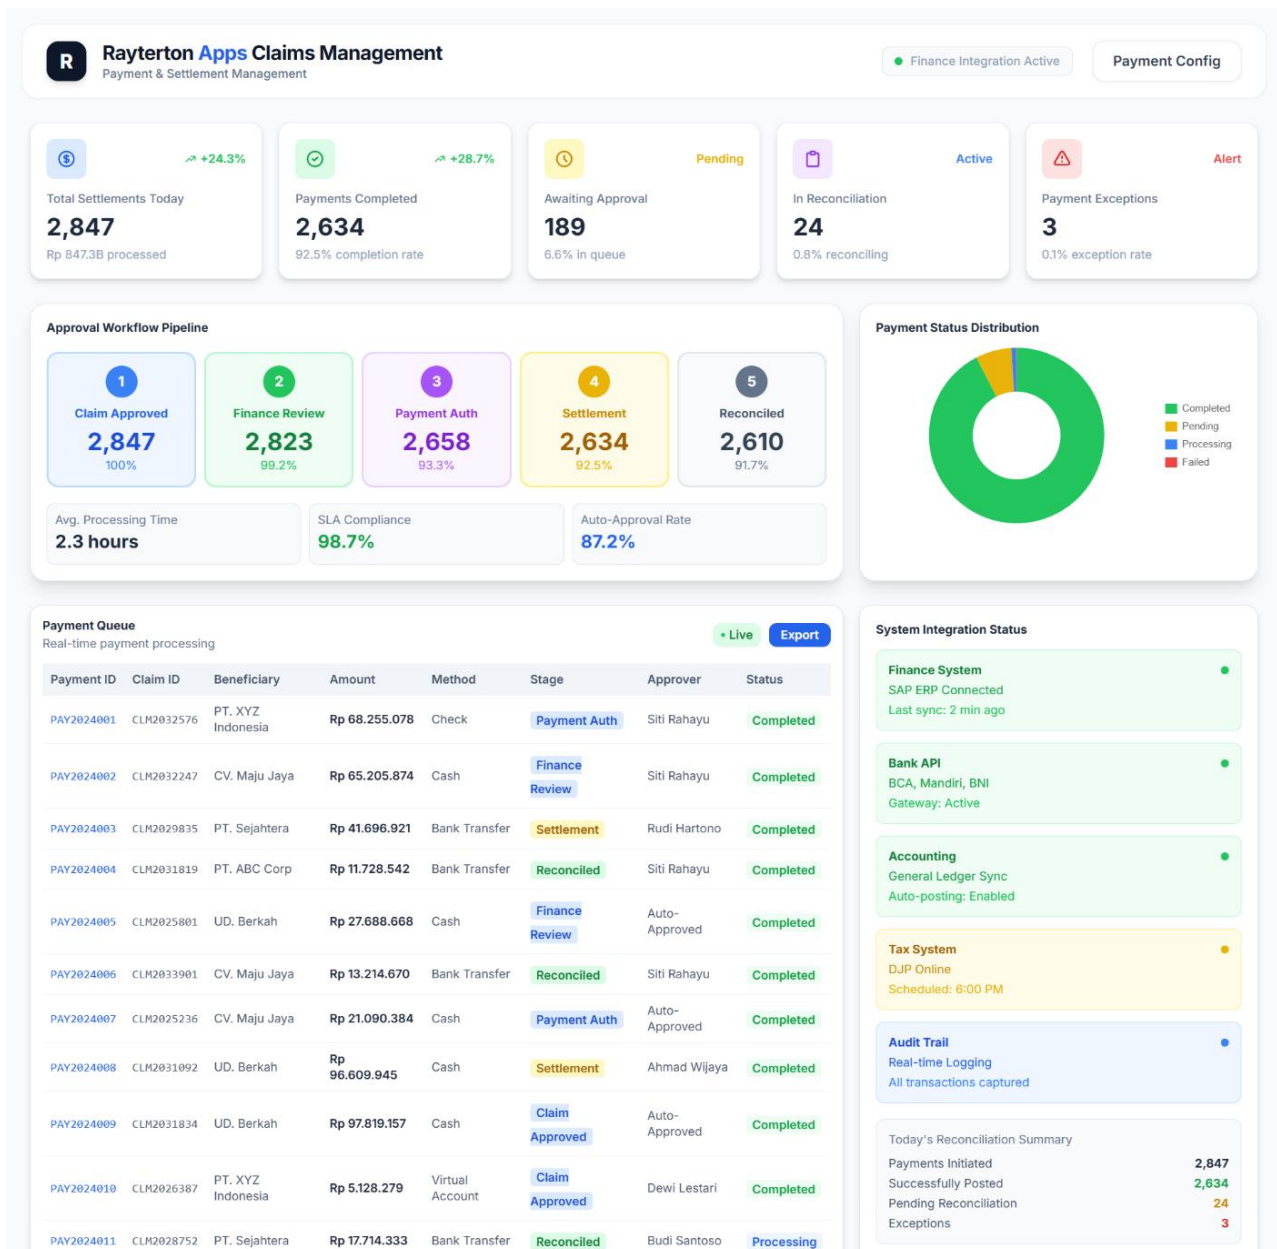 R
Rayterton Apps Claims Management
Payment & Settlement Management
Finance Integration Active
Payment Config
+24.3%
Total Settlements Today
2,847
Rp 847.3B processed
+28.7%
Payments Completed
2,634
92.5% completion rate
Pending
Awaiting Approval
189
6.6% in queue
Active
In Reconciliation
24
0.8% reconciling
Alert
Payment Exceptions
3
0.1% exception rate
Approval Workflow Pipeline
1
Claim Approved
2,847
100%
2
Finance Review
2,823
99.2%
3
Payment Auth
2,658
93.3%
4
Settlement
2,634
92.5%
5
Reconciled
2,610
91.7%
Avg. Processing Time
2.3 hours
SLA Compliance
98.7%
Auto-Approval Rate
87.2%
Payment Status Distribution
Completed
Pending
Processing
Failed
Payment Queue
Real-time payment processing
• Live
Export
Payment ID Claim ID Beneficiary Amount Method Stage Approver Status
PAY2024001 CLM2032576 PT. XYZ Indonesia Rp 68.255.078 Check Payment Auth Siti Rahayu Completed
PAY2024002 CLM2032247 CV. Maju Jaya Rp 65.205.874 Cash Finance Review Siti Rahayu Completed
PAY2024003 CLM2029835 PT. Sejahtera Rp 41.696.921 Bank Transfer Settlement Rudi Hartono Completed
PAY2024004 CLM2031819 PT. ABC Corp Rp 11.728.542 Bank Transfer Reconciled Siti Rahayu Completed
PAY2024005 CLM2025801 UD. Berkah Rp 27.688.668 Cash Finance Review Auto-Approved Completed
PAY2024006 CLM2033901 CV. Maju Jaya Rp 13.214.670 Bank Transfer Reconciled Siti Rahayu Completed
PAY2024007 CLM2025236 CV. Maju Jaya Rp 21.090.384 Cash Payment Auth Auto-Approved Completed
PAY2024008 CLM2031092 UD. Berkah Rp 96.609.945 Cash Settlement Ahmad Wijaya Completed
PAY2024009 CLM2031834 UD. Berkah Rp 97.819.157 Cash Claim Approved Auto-Approved Completed
PAY2024010 CLM2026387 PT. XYZ Indonesia Rp 5.128.279 Virtual Account Claim Approved Dewi Lestari Completed
PAY2024011 CLM2028752 PT. Sejahtera Rp 17.714.333 Bank Transfer Reconciled Budi Santoso Processing
System Integration Status
Finance System
SAP ERP Connected
Last sync: 2 min ago
Bank API
BCA, Mandiri, BNI
Gateway: Active
Accounting
General Ledger Sync
Auto-posting: Enabled
Tax System
DJP Online
Scheduled: 6:00 PM
Audit Trail
Real-time Logging
All transactions captured
Today's Reconciliation Summary
Payments Initiated 2,847
Successfully Posted 2,634
Pending Reconciliation 24
Exceptions 3